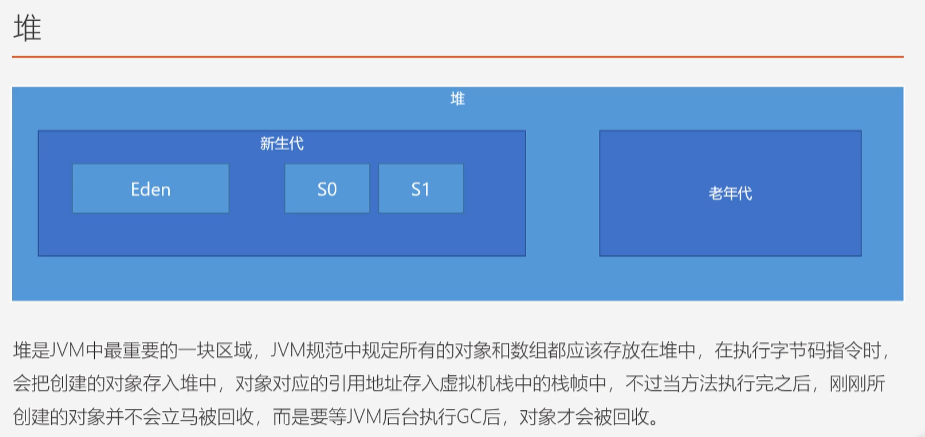 堆
堆
新生代
Eden
S0
S1
老年代
堆是JVM中最重要的一块区域，JVM规范中规定所有的对象和数组都应该存放在堆中，在执行字节码指令时，
会把创建的对象存入堆中，对象对应的引用地址存入虚拟机栈中的栈帧中，不过当方法执行完之后，刚刚所
创建的对象并不会立马被回收，而是要等JVM后台执行GC后，对象才会被回收。